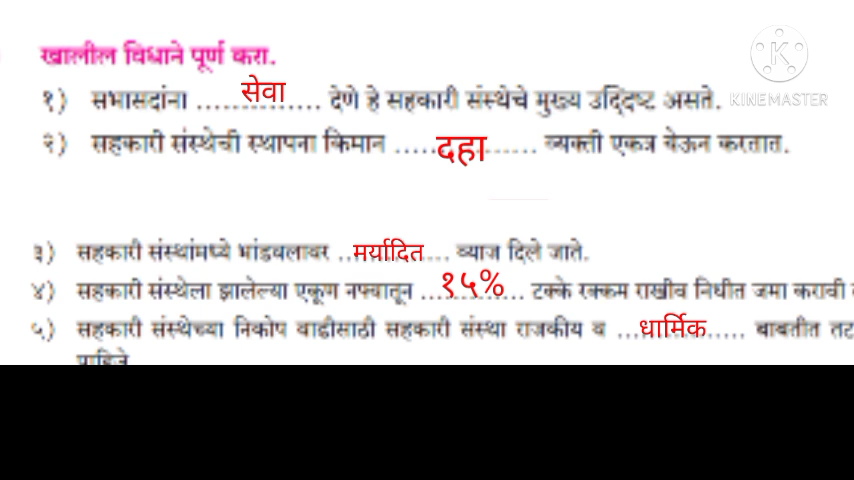 खालील विधाने पूर्ण करा.
१) सभासदांना .....सेवा....... देणे हे सहकारी संस्थेचे मुख्य उद्दिष्ट असते.
KINEMASTER
२) सहकारी संस्थेची स्थापना किमान .....दहा....... व्यक्ती एकत्र येऊन करतात.
३) सहकारी संस्थांमध्ये भांडवलावर ..मर्यादित.... व्याज दिले जाते.
४) सहकारी संस्थेला झालेल्या एकूण नफ्यातून ...१५%... टक्के रक्कम राखीव निधीत जमा करावी
५) सहकारी संस्थेच्या निकोप वाढीसाठी सहकारी संस्था राजकीय व ...धार्मिक..... बाबतीत तट
पाहिजे